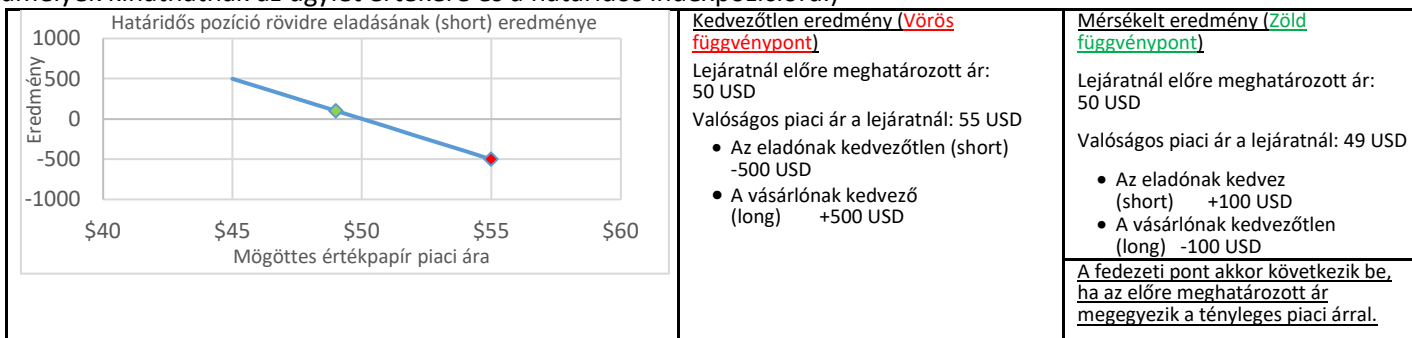 Határidős pozíció rövidre eladásának (short) eredménye
Eredmény
1000
500
0
-500
-1000
$40 $45 $50 $55 $60
Mögöttes értékpapír piaci ára
Kedvezőtlen eredmény (Vörös
függvénypont)
Lejáratnál előre meghatározott ár:
50 USD
Valóságos piaci ár a lejáratnál: 55 USD
• Az eladónak kedvezőtlen (short)
-500 USD
• A vásárlónak kedvező
(long) +500 USD
Mérsékelt eredmény (Zöld
függvénypont)
Lejáratnál előre meghatározott ár:
50 USD
Valóságos piaci ár a lejáratnál: 49 USD
• Az eladónak kedvez
(short) +100 USD
• A vásárlónak kedvezőtlen
(long) -100 USD
A fedezeti pont akkor következik be,
ha az előre meghatározott ár
megegyezik a tényleges piaci árral.